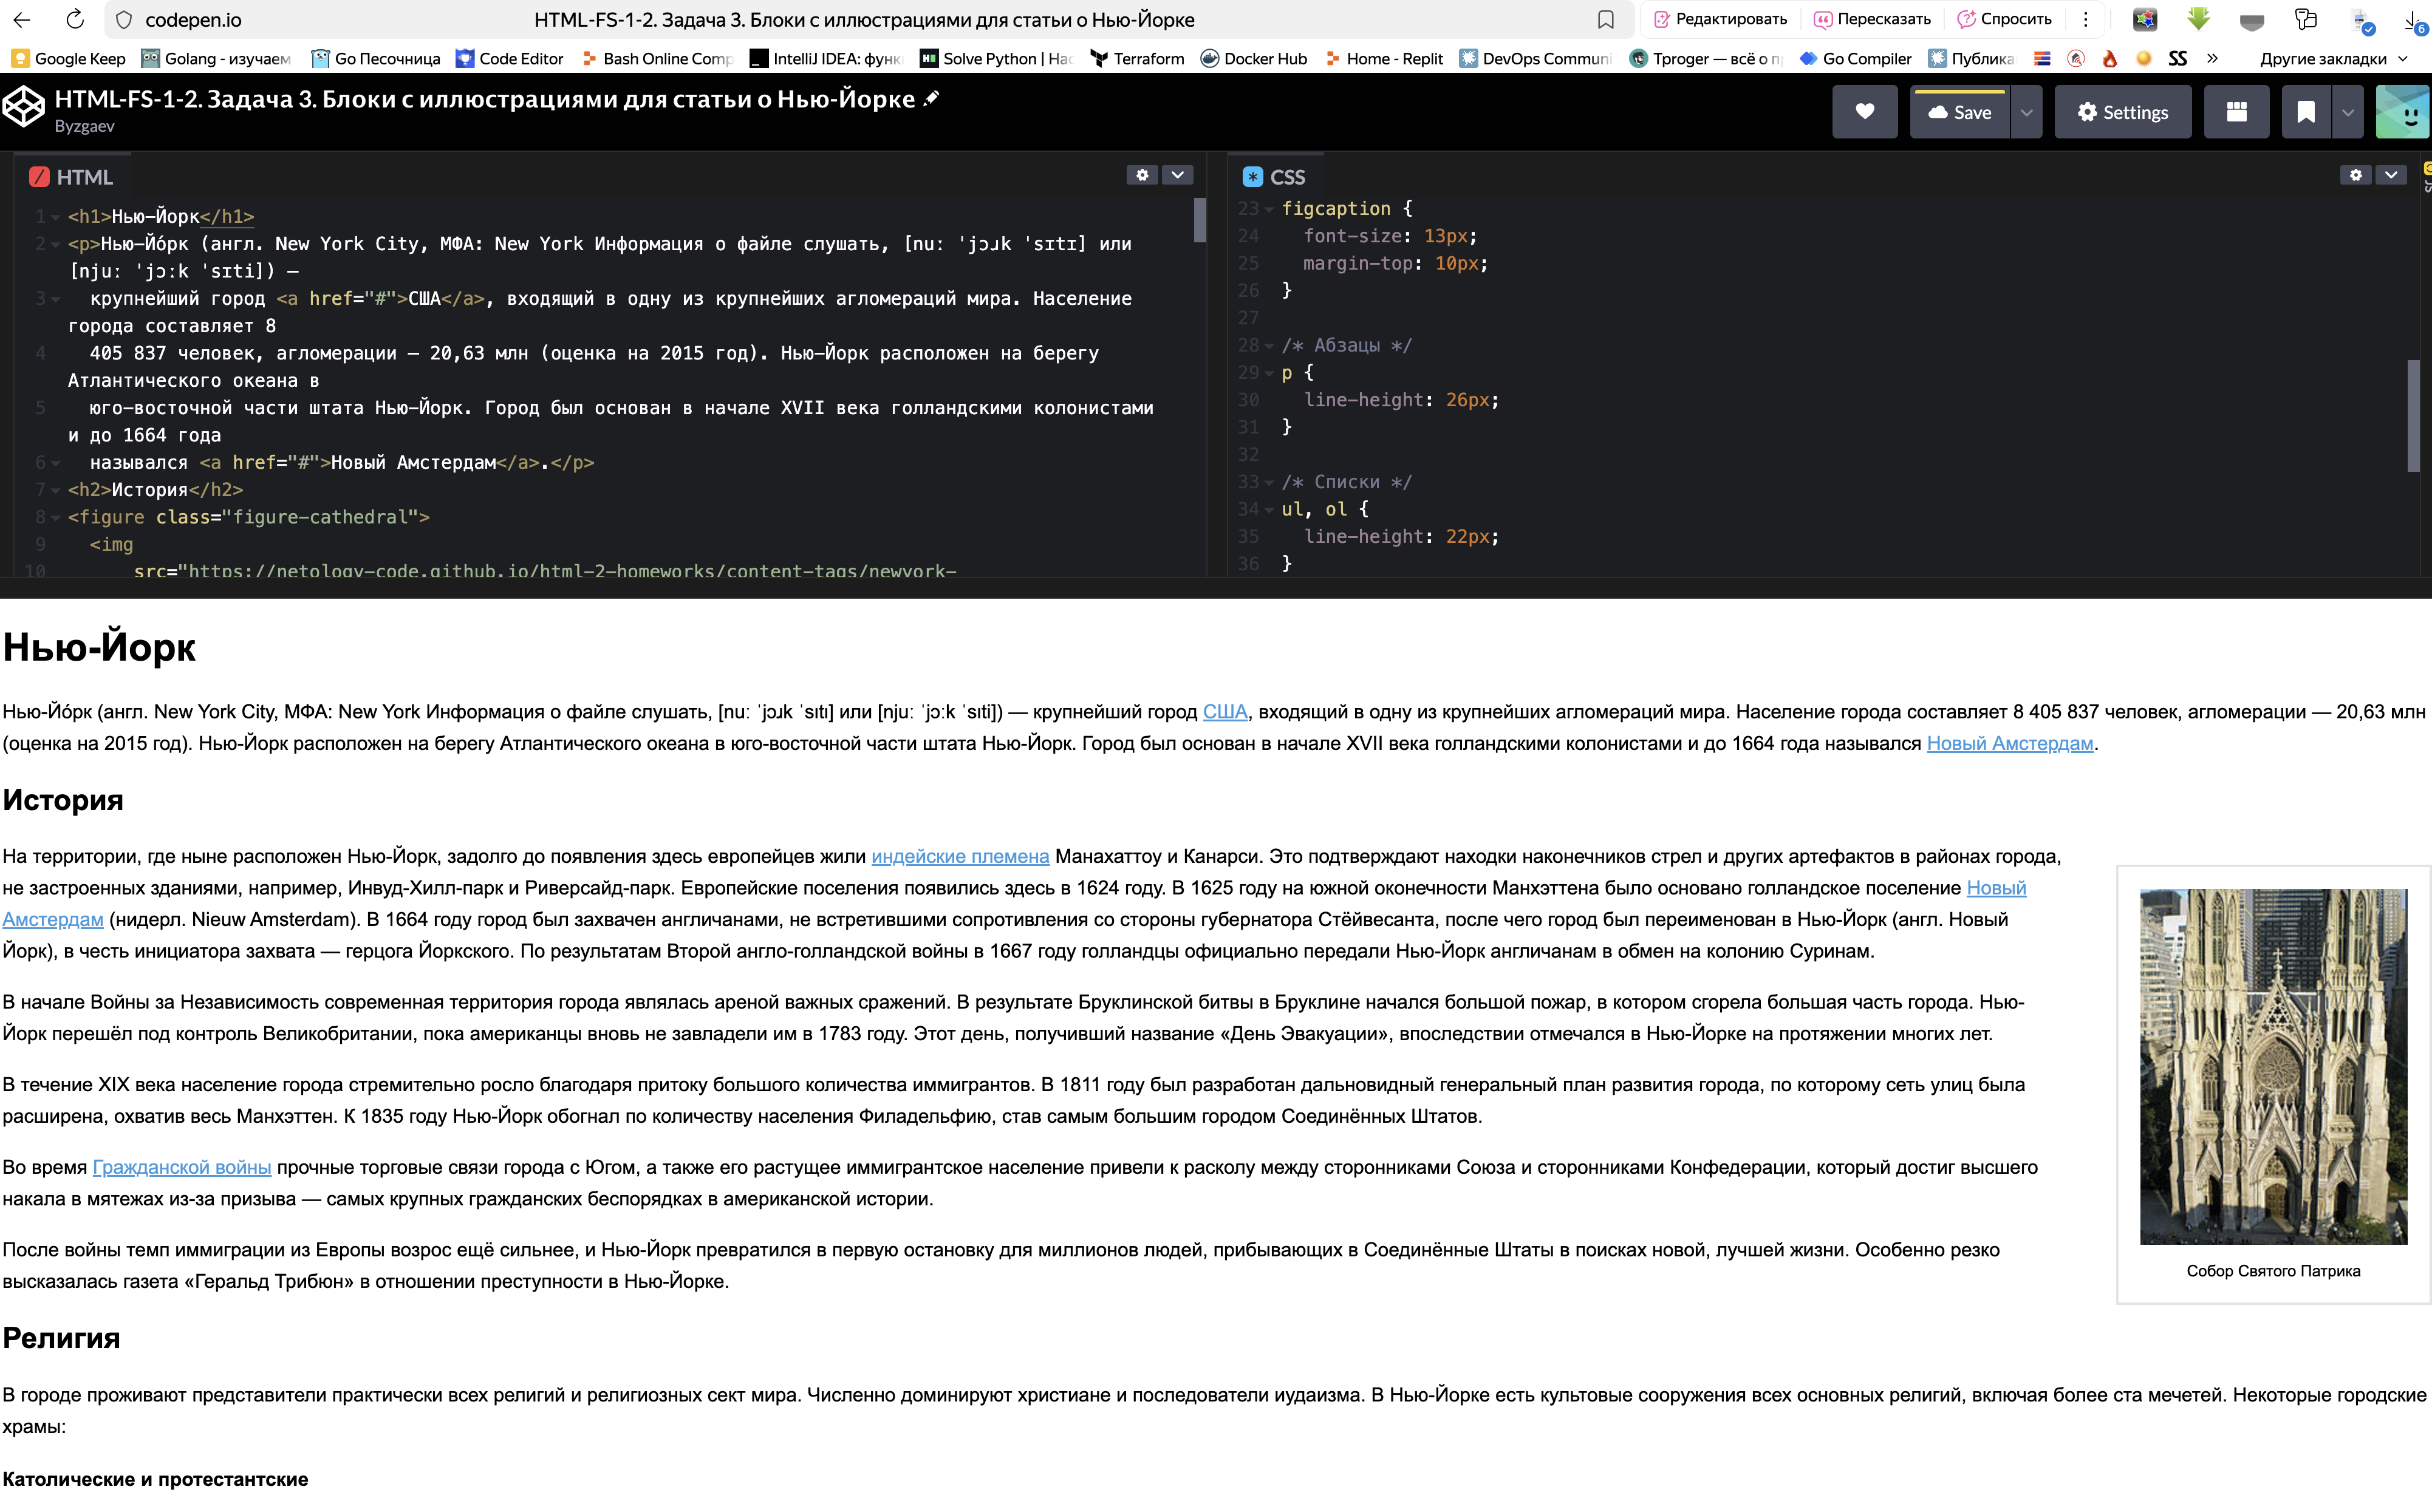 codepen.io
HTML-FS-1-2. Задача 3. Блоки с иллюстрациями для статьи о Нью-Йорке
Редактировать
Пересказать
Спросить
6
Google Keep
Golang - изучаем
Go Песочница
Code Editor
Bash Online Comp
IntelliJ IDEA: функ
Solve Python | Hac
Terraform
Docker Hub
Home - Replit
DevOps Communi
Tproger — всё о п
Go Compiler
Публика
SS
»
Другие закладки
HTML-FS-1-2. Задача 3. Блоки с иллюстрациями для статьи о Нью-Йорке
Byzgaev
Save
Settings
HTML
1 <h1>Нью-Йорк</h1>
2 <p>Нью-Йо́рк (англ. New York City, МФА: New York Информация о файле слушать, [nuː ˈjɔɹk ˈsɪtɪ] или
[njuː ˈjɔːk ˈsɪti]) —
3 крупнейший город <a href="#">США</a>, входящий в одну из крупнейших агломераций мира. Население
города составляет 8
4 405 837 человек, агломерации — 20,63 млн (оценка на 2015 год). Нью-Йорк расположен на берегу
Атлантического океана в
5 юго-восточной части штата Нью-Йорк. Город был основан в начале XVII века голландскими колонистами
и до 1664 года
6 назывался <a href="#">Новый Амстердам</a>.</p>
7 <h2>История</h2>
8 <figure class="figure-cathedral">
9 <img
10 src="https://netology-code.github.io/html-2-homeworks/content-tags/newyork-
CSS
23 figcaption {
24 font-size: 13px;
25 margin-top: 10px;
26 }
27
28 /* Абзацы */
29 p {
30 line-height: 26px;
31 }
32
33 /* Списки */
34 ul, ol {
35 line-height: 22px;
36 }
Нью-Йорк
Нью-Йо́рк (англ. New York City, МФА: New York Информация о файле слушать, [nuː ˈjɔɹk ˈsɪtɪ] или [njuː ˈjɔːk ˈsɪti]) — крупнейший город США, входящий в одну из крупнейших агломераций мира. Население города составляет 8 405 837 человек, агломерации — 20,63 млн
(оценка на 2015 год). Нью-Йорк расположен на берегу Атлантического океана в юго-восточной части штата Нью-Йорк. Город был основан в начале XVII века голландскими колонистами и до 1664 года назывался Новый Амстердам.
История
На территории, где ныне расположен Нью-Йорк, задолго до появления здесь европейцев жили индейские племена Манахаттоу и Канарси. Это подтверждают находки наконечников стрел и других артефактов в районах города,
не застроенных зданиями, например, Инвуд-Хилл-парк и Риверсайд-парк. Европейские поселения появились здесь в 1624 году. В 1625 году на южной оконечности Манхэттена было основано голландское поселение Новый
Амстердам (нидерл. Nieuw Amsterdam). В 1664 году город был захвачен англичанами, не встретившими сопротивления со стороны губернатора Стёйвесанта, после чего город был переименован в Нью-Йорк (англ. Новый
Йорк), в честь инициатора захвата — герцога Йоркского. По результатам Второй англо-голландской войны в 1667 году голландцы официально передали Нью-Йорк англичанам в обмен на колонию Суринам.
В начале Войны за Независимость современная территория города являлась ареной важных сражений. В результате Бруклинской битвы в Бруклине начался большой пожар, в котором сгорела большая часть города. Нью-
Йорк перешёл под контроль Великобритании, пока американцы вновь не завладели им в 1783 году. Этот день, получивший название «День Эвакуации», впоследствии отмечался в Нью-Йорке на протяжении многих лет.
В течение XIX века население города стремительно росло благодаря притоку большого количества иммигрантов. В 1811 году был разработан дальновидный генеральный план развития города, по которому сеть улиц была
расширена, охватив весь Манхэттен. К 1835 году Нью-Йорк обогнал по количеству населения Филадельфию, став самым большим городом Соединённых Штатов.
Во время Гражданской войны прочные торговые связи города с Югом, а также его растущее иммигрантское население привели к расколу между сторонниками Союза и сторонниками Конфедерации, который достиг высшего
накала в мятежах из-за призыва — самых крупных гражданских беспорядках в американской истории.
После войны темп иммиграции из Европы возрос ещё сильнее, и Нью-Йорк превратился в первую остановку для миллионов людей, прибывающих в Соединённые Штаты в поисках новой, лучшей жизни. Особенно резко
высказалась газета «Геральд Трибюн» в отношении преступности в Нью-Йорке.
Собор Святого Патрика
Религия
В городе проживают представители практически всех религий и религиозных сект мира. Численно доминируют христиане и последователи иудаизма. В Нью-Йорке есть культовые сооружения всех основных религий, включая более ста мечетей. Некоторые городские
храмы:
Католические и протестантские